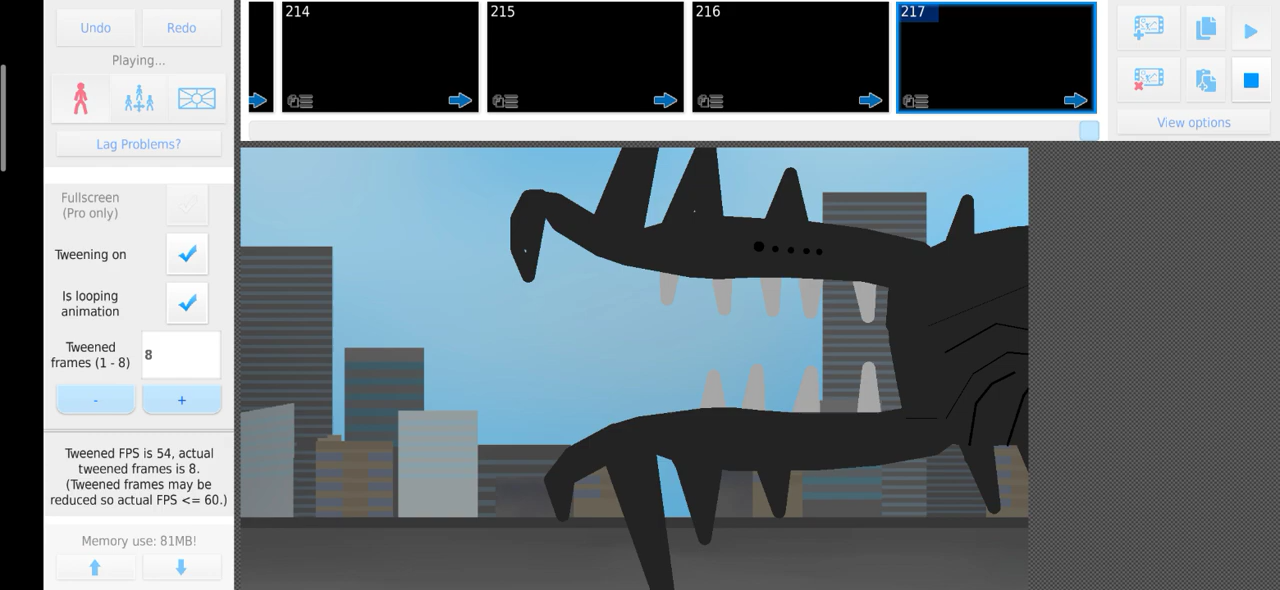 Undo
Redo
Playing...
Lag Problems?
Fullscreen
(Pro only)
Tweening on
Is looping
animation
Tweened
frames (1 - 8)
8
-
+
Tweened FPS is 54, actual
tweened frames is 8.
(Tweened frames may be
reduced so actual FPS <= 60.)
Memory use: 81MB!
214
215
216
217
View options